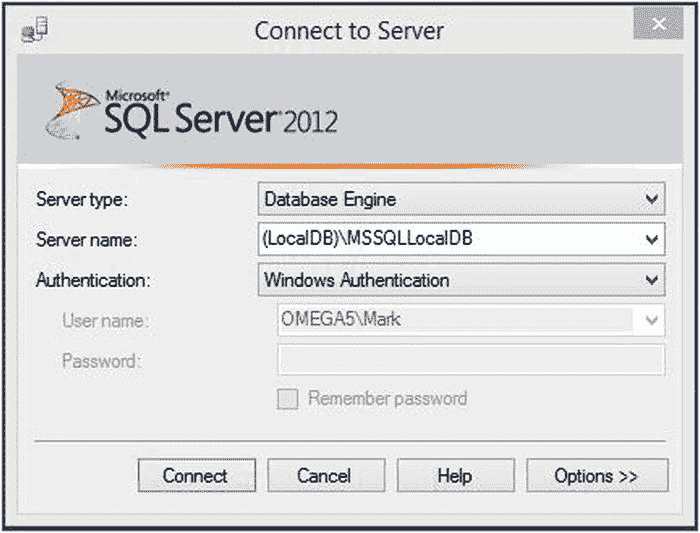 Connect to Server
Microsoft®
SQL Server® 2012
Server type: Database Engine
Server name: (LocalDB)\MSSQLLocalDB
Authentication: Windows Authentication
User name: OMEGA5\Mark
Password:
Remember password
Connect Cancel Help Options >>